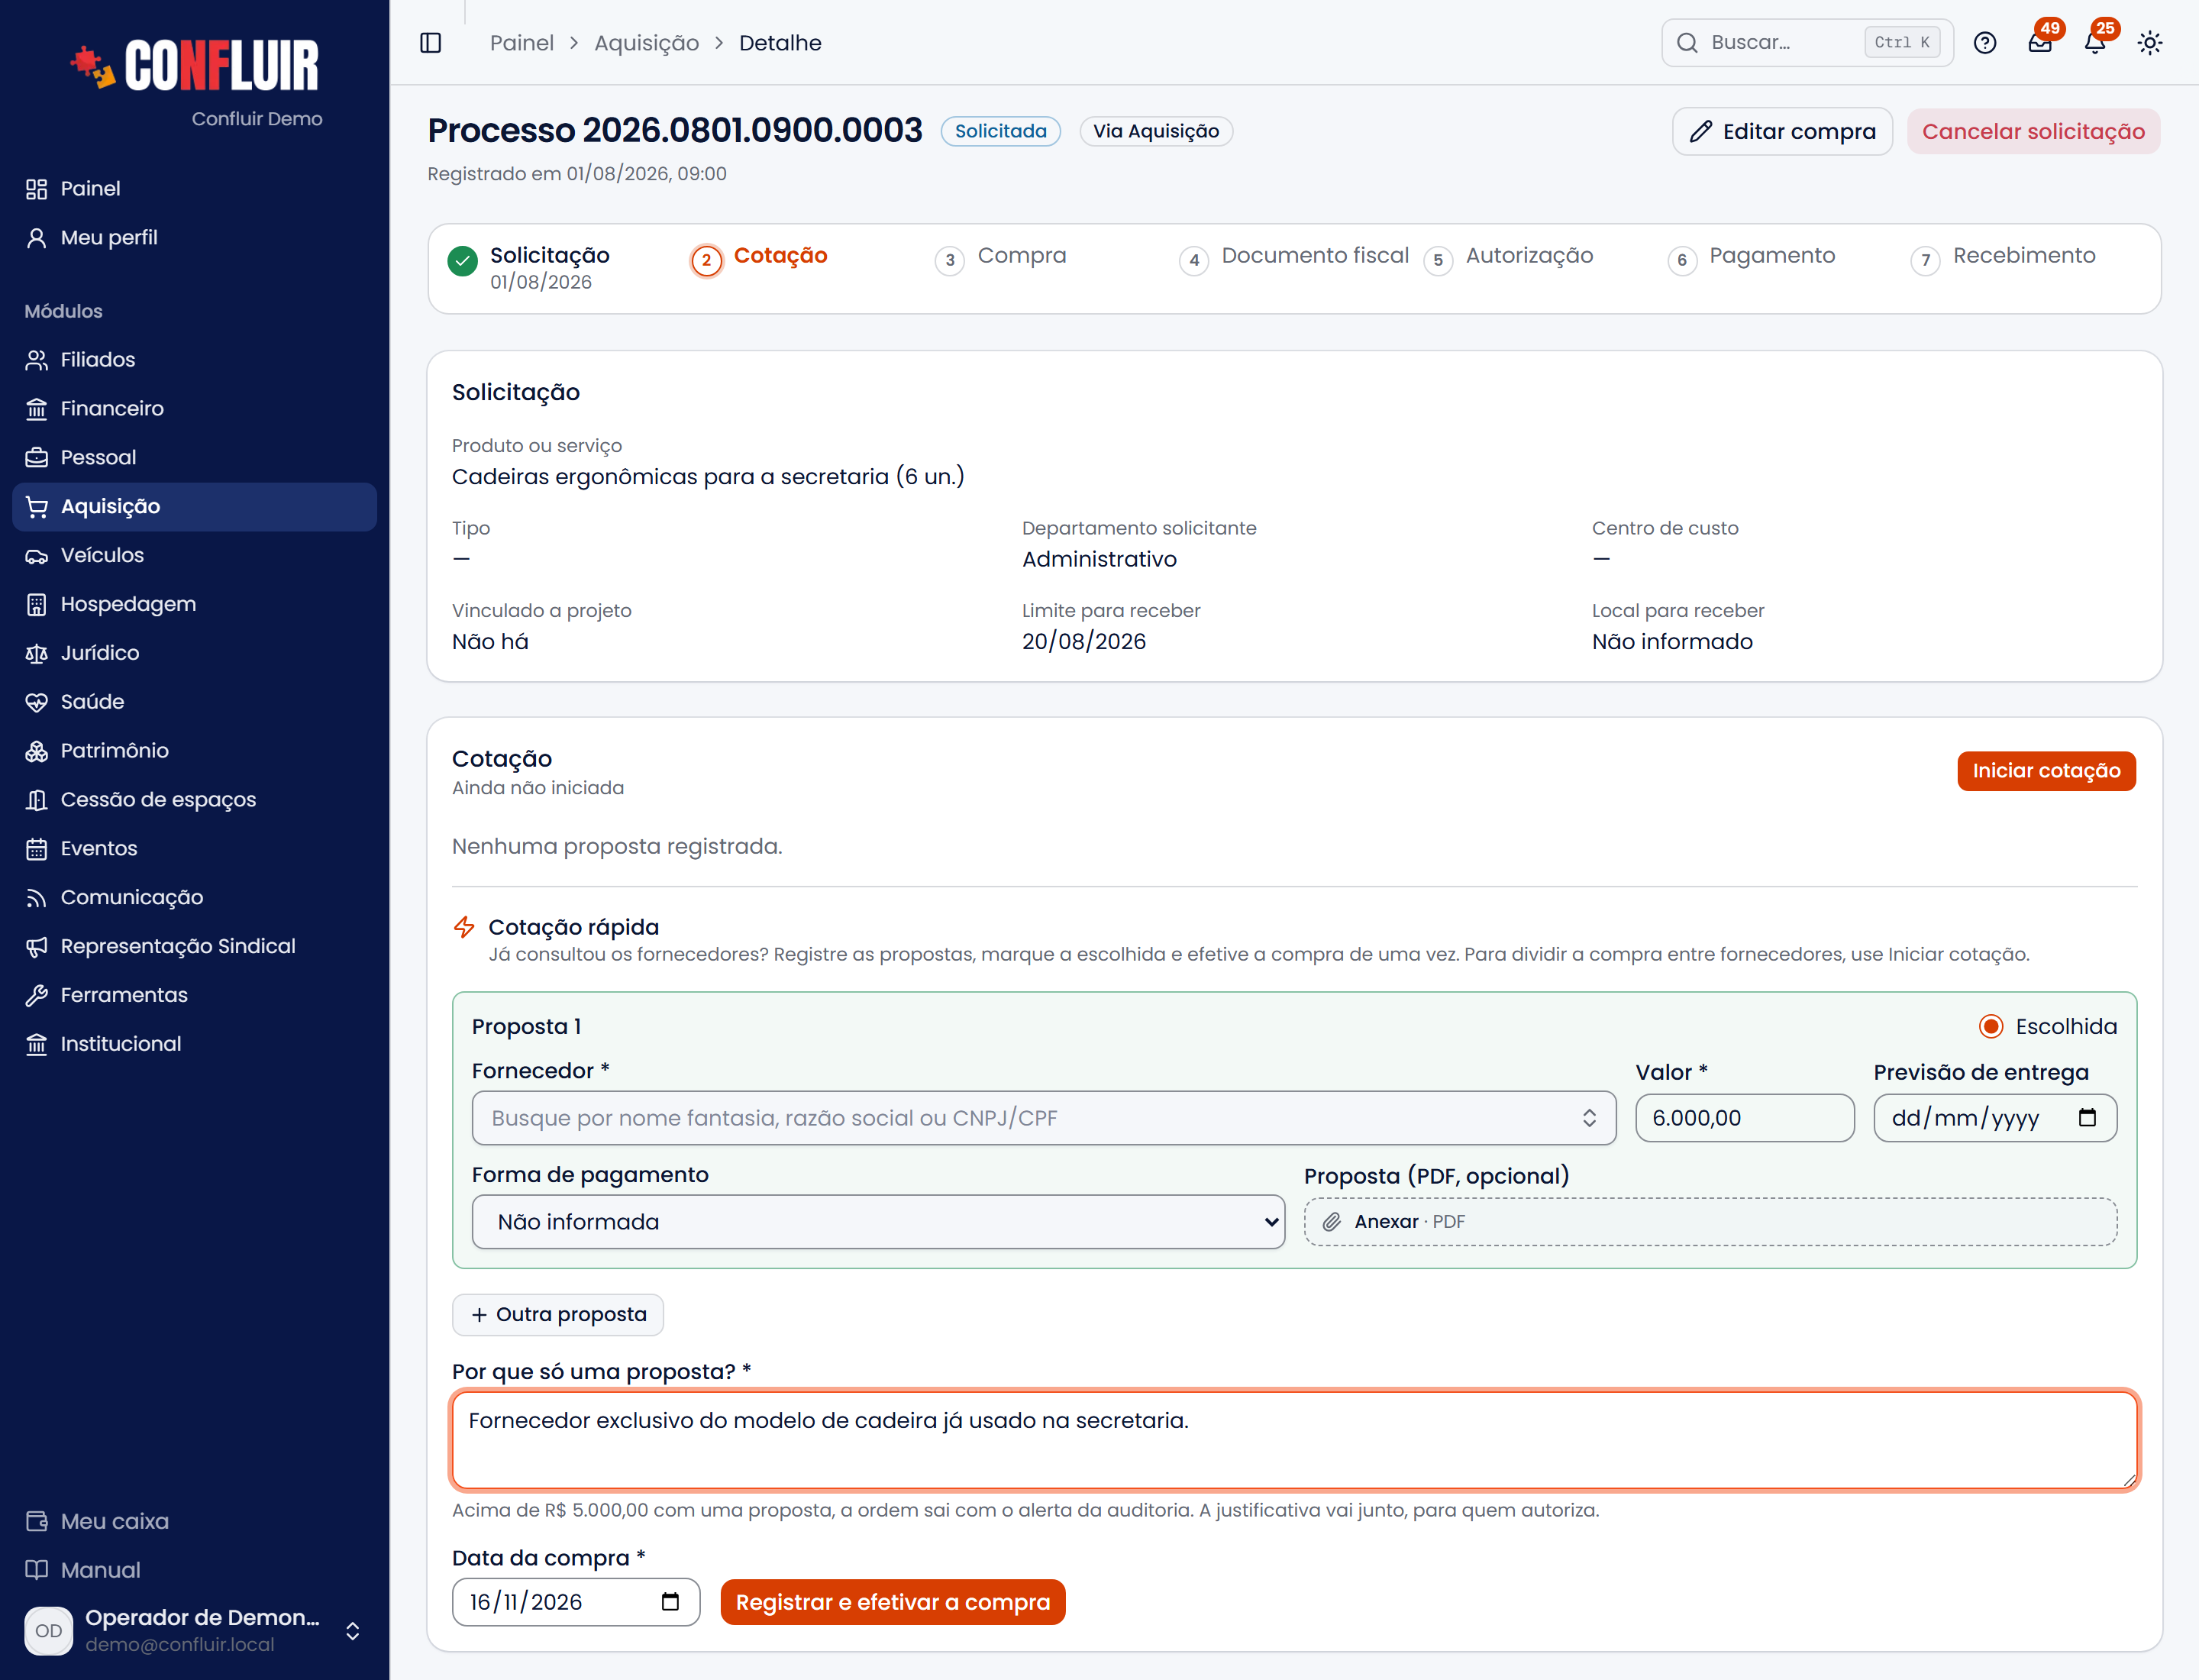 CONFLUIR
Confluir Demo
Painel
Meu perfil
Módulos
Filiados
Financeiro
Pessoal
Aquisição
Veículos
Hospedagem
Jurídico
Saúde
Patrimônio
Cessão de espaços
Eventos
Comunicação
Representação Sindical
Ferramentas
Institucional
Meu caixa
Manual
OD
Operador de Demon...
demo@confluir.local
Painel > Aquisição > Detalhe
Buscar... Ctrl K
49
25
Processo 2026.0801.0900.0003 Solicitada Via Aquisição
Editar compra Cancelar solicitação
Registrado em 01/08/2026, 09:00
Solicitação
01/08/2026
2 Cotação
3 Compra
4 Documento fiscal
5 Autorização
6 Pagamento
7 Recebimento
Solicitação
Produto ou serviço
Cadeiras ergonômicas para a secretaria (6 un.)
Tipo
—
Departamento solicitante
Administrativo
Centro de custo
—
Vinculado a projeto
Não há
Limite para receber
20/08/2026
Local para receber
Não informado
Cotação
Ainda não iniciada
Iniciar cotação
Nenhuma proposta registrada.
Cotação rápida
Já consultou os fornecedores? Registre as propostas, marque a escolhida e efetive a compra de uma vez. Para dividir a compra entre fornecedores, use Iniciar cotação.
Proposta 1
Escolhida
Fornecedor *
Busque por nome fantasia, razão social ou CNPJ/CPF
Valor *
6.000,00
Previsão de entrega
dd/mm/yyyy
Forma de pagamento
Não informada
Proposta (PDF, opcional)
Anexar · PDF
+ Outra proposta
Por que só uma proposta? *
Fornecedor exclusivo do modelo de cadeira já usado na secretaria.
Acima de R$ 5.000,00 com uma proposta, a ordem sai com o alerta da auditoria. A justificativa vai junto, para quem autoriza.
Data da compra *
16/11/2026
Registrar e efetivar a compra